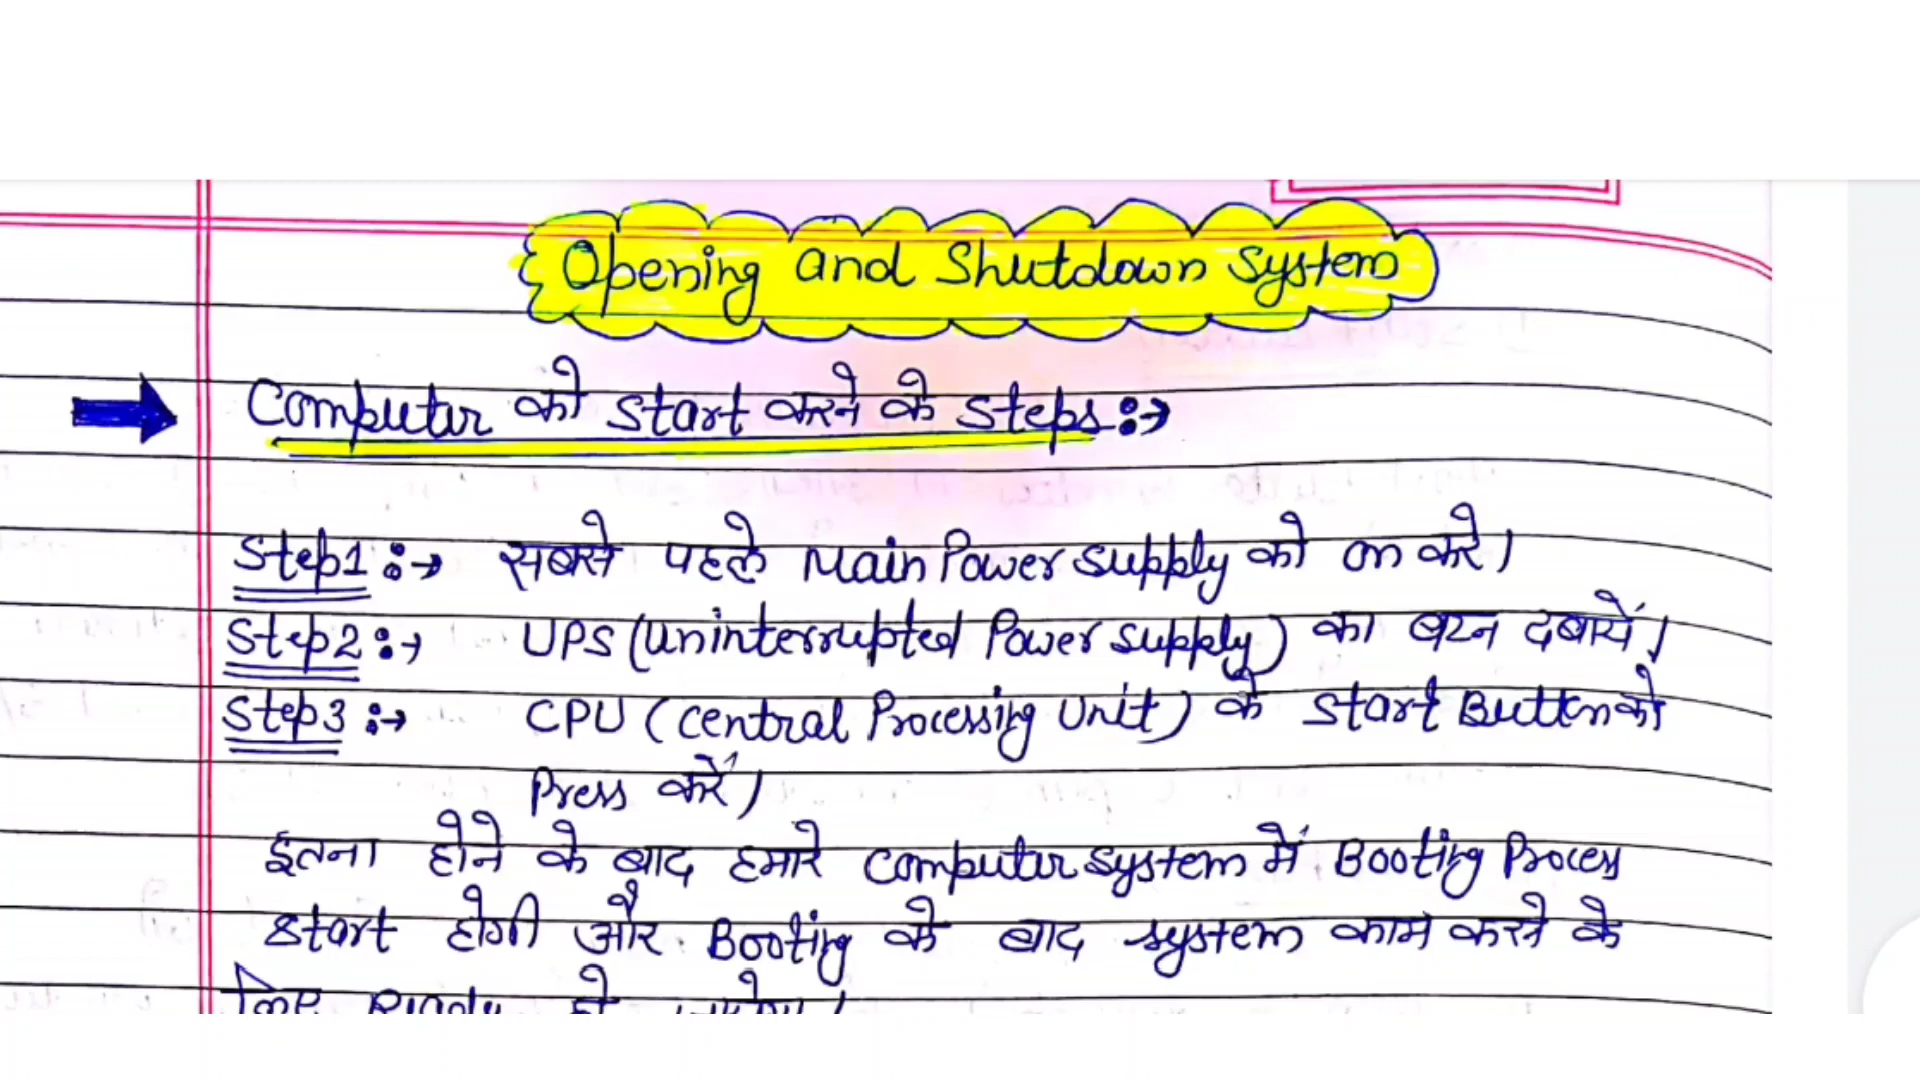 Opening and Shutdown System
Computer को Start करने के Steps :→
Step1 :→ सबसे पहले Main Power Supply को on करे।
Step2 :→ UPS (Uninterrupted Power Supply) का बटन दबायें।
Step3 :→ CPU (Central Processing Unit) के Start Button को
Press करें।
इतना होने के बाद हमारे Computer System में Booting Process
Start होगी और Booting के बाद System काम करने के
लिए Ready हो जायेगा।